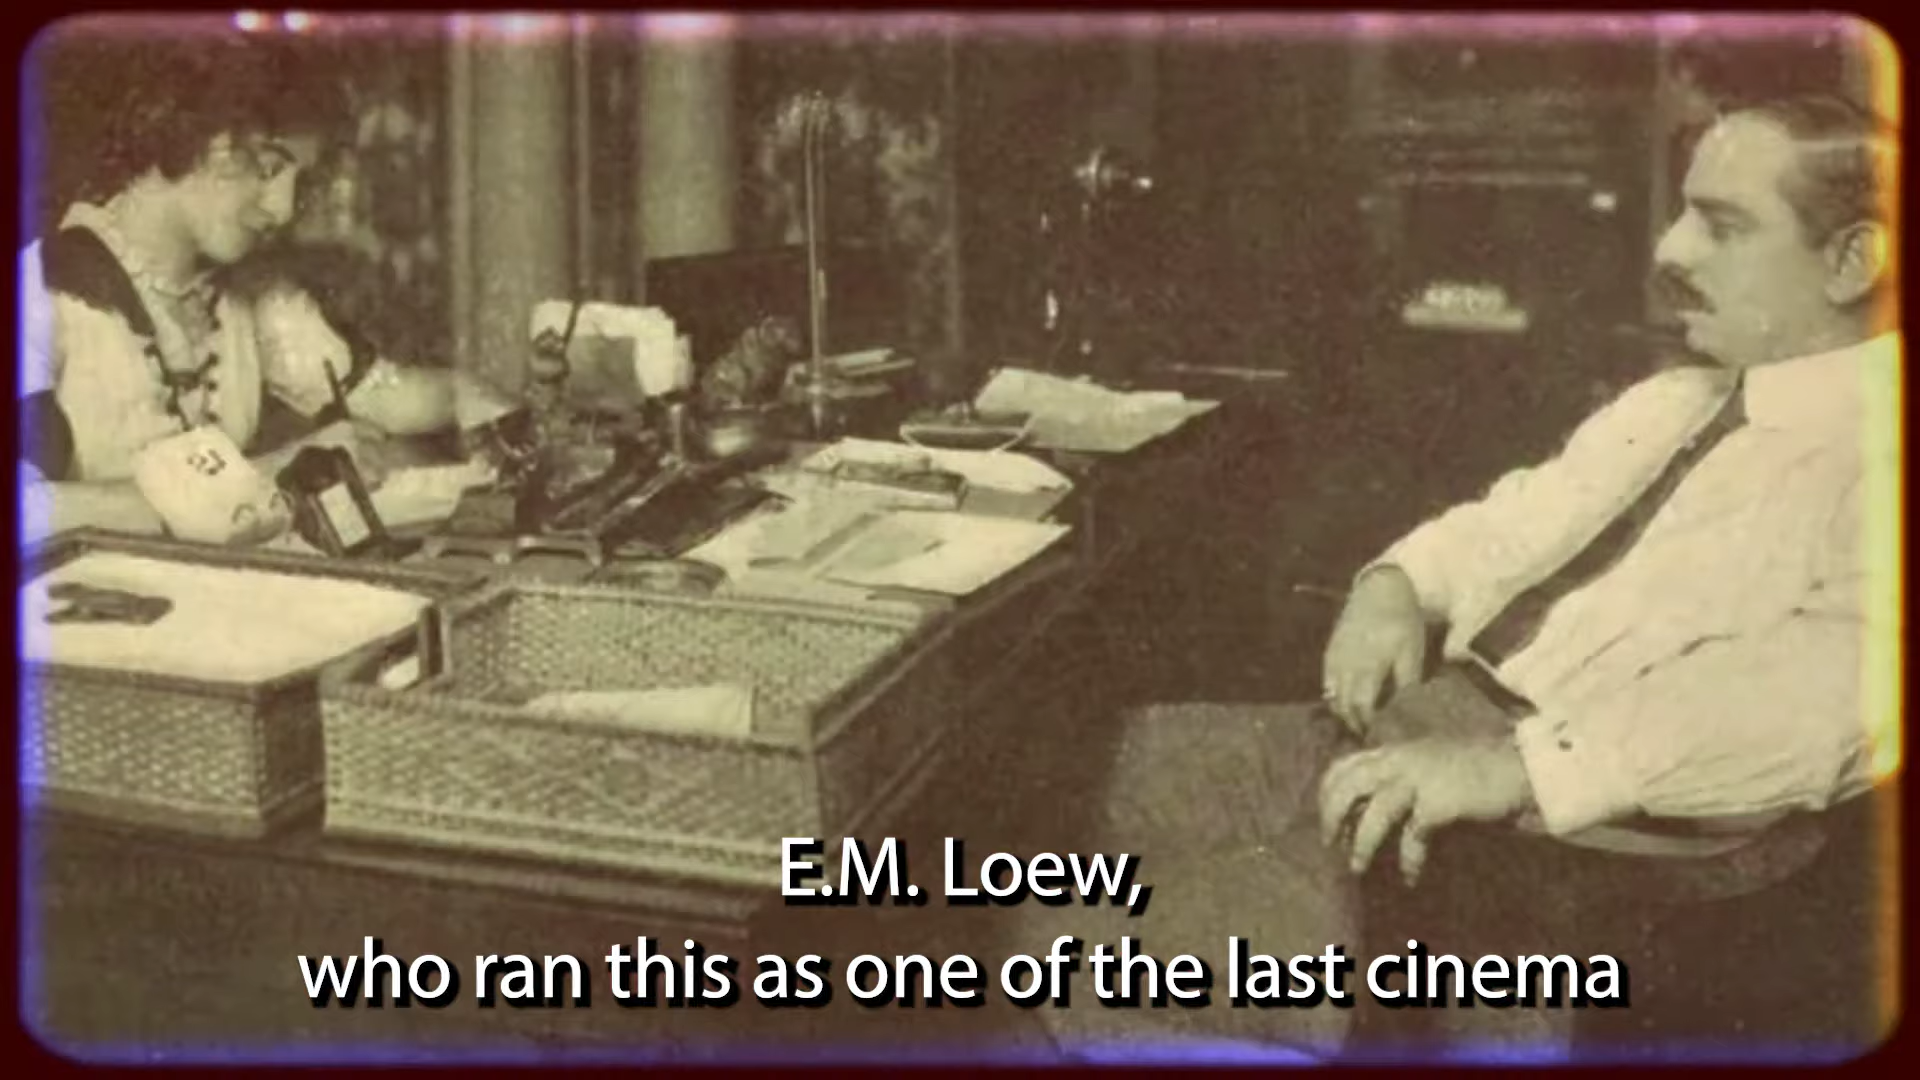 E.M. Loew,
who ran this as one of the last cinema